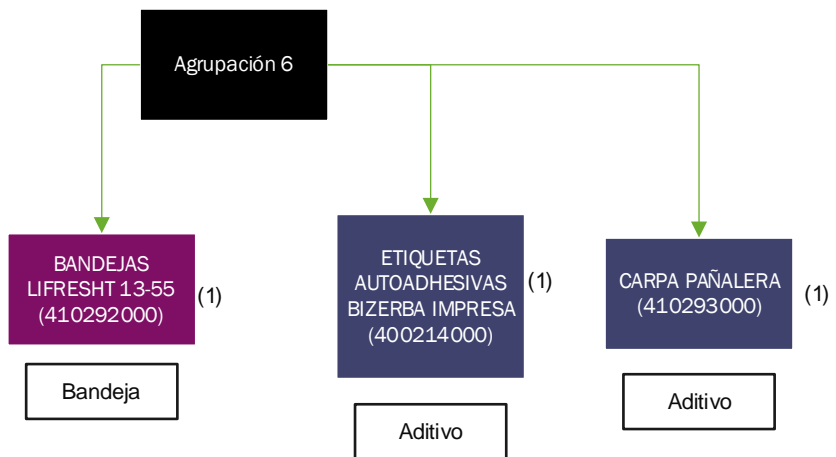 Agrupación 6
BANDEJAS
LIFRESHT 13-55
(410292000)
(1)
Bandeja
ETIQUETAS
AUTOADHESIVAS
BIZERBA IMPRESA
(400214000)
(1)
Aditivo
CARPA PAÑALERA
(410293000)
(1)
Aditivo